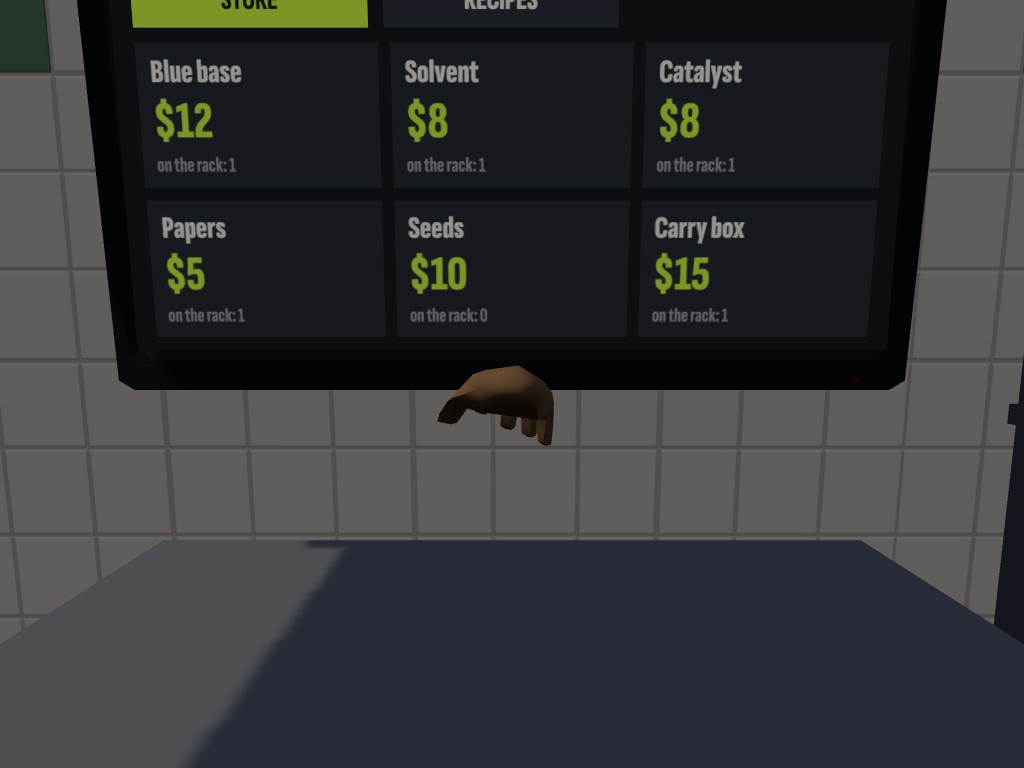 STORE
RECIPES
Blue base
$12
on the rack: 1
Solvent
$8
on the rack: 1
Catalyst
$8
on the rack: 1
Papers
$5
on the rack: 1
Seeds
$10
on the rack: 0
Carry box
$15
on the rack: 1